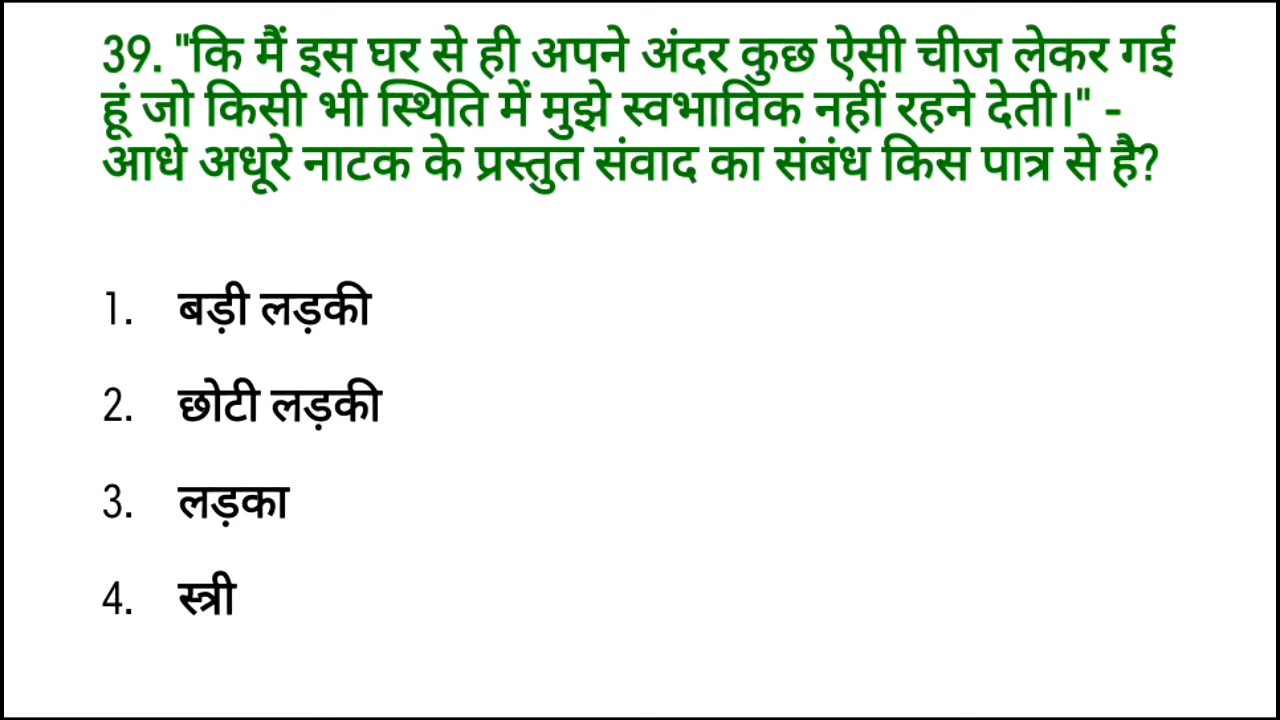 39. "कि मैं इस घर से ही अपने अंदर कुछ ऐसी चीज लेकर गई
हूं जो किसी भी स्थिति में मुझे स्वभाविक नहीं रहने देती।" -
आधे अधूरे नाटक के प्रस्तुत संवाद का संबंध किस पात्र से है?
1. बड़ी लड़की
2. छोटी लड़की
3. लड़का
4. स्त्री